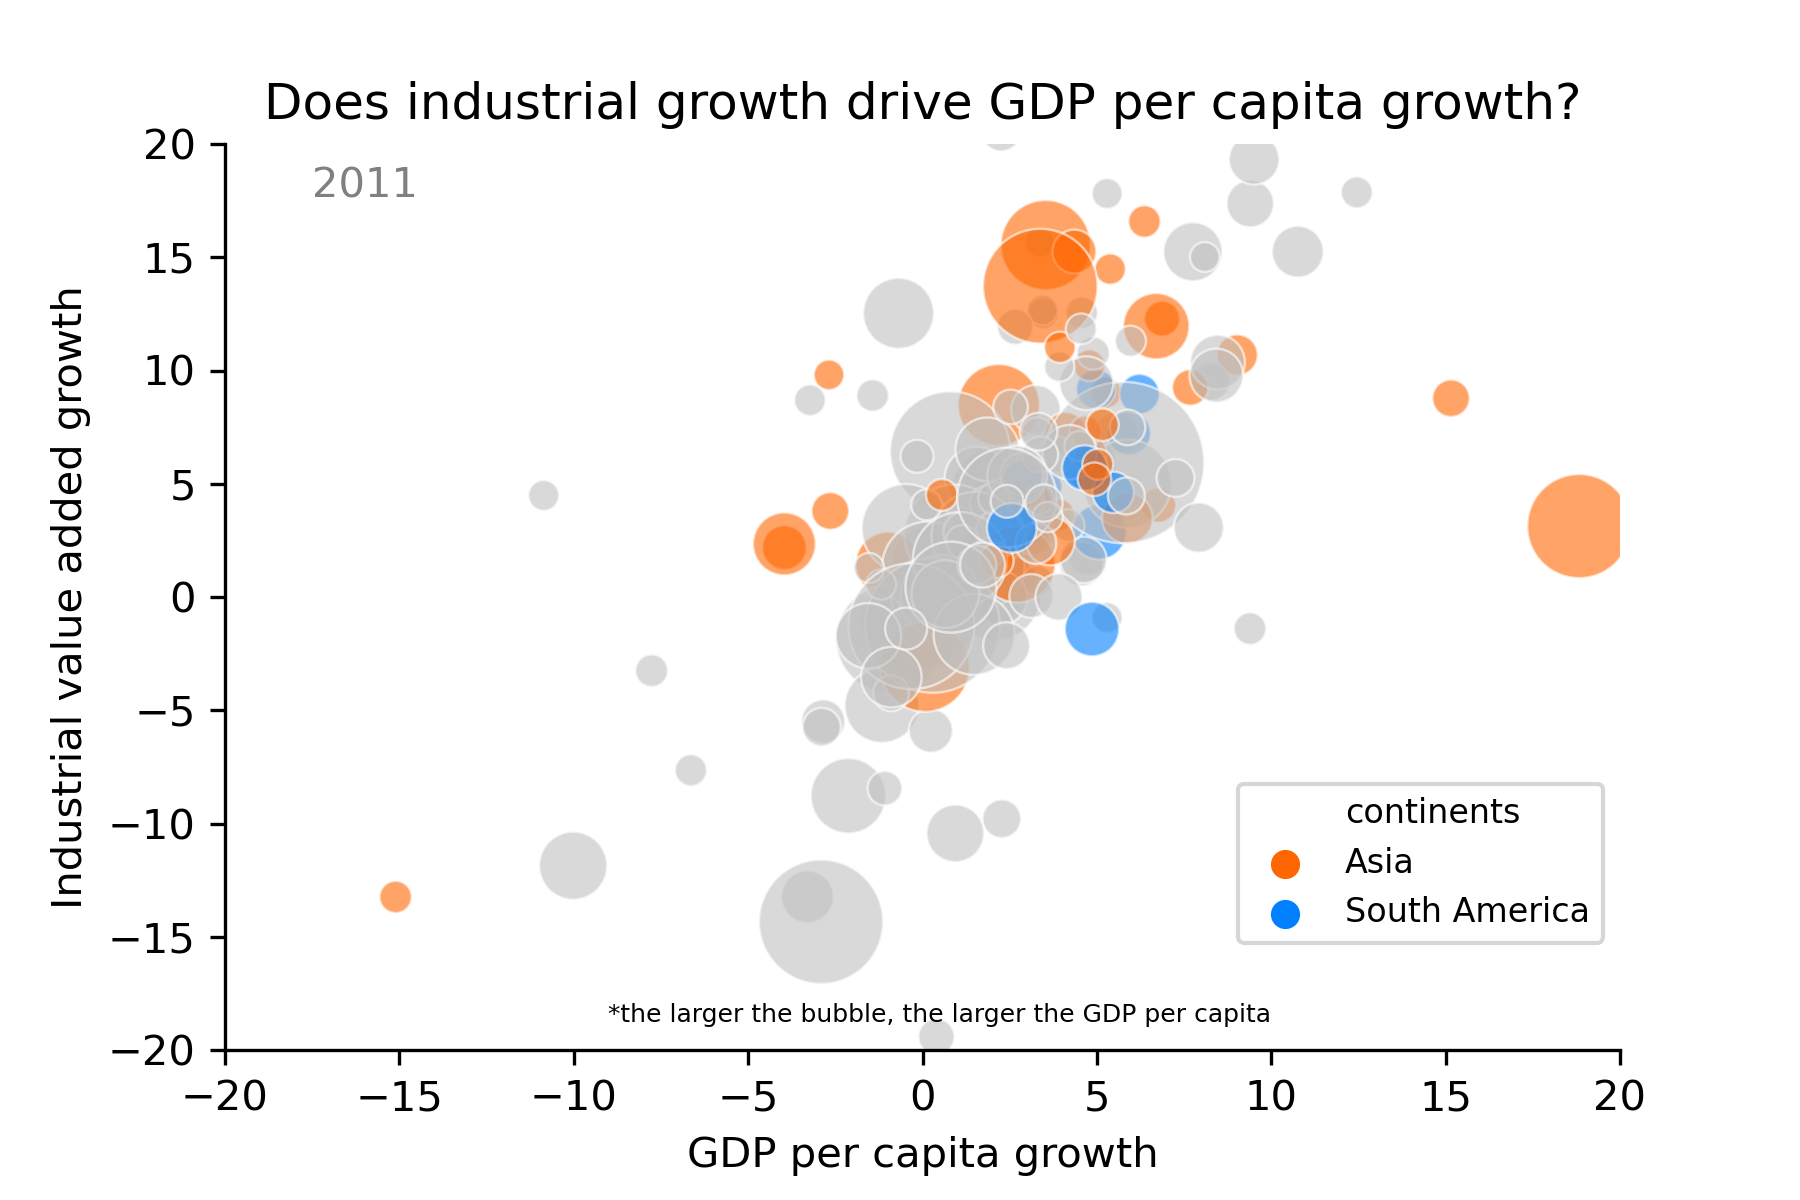 Does industrial growth drive GDP per capita growth?
20
2011
15
10
5
0
−5
−10
−15
−20
Industrial value added growth
continents
Asia
South America
*the larger the bubble, the larger the GDP per capita
−20 −15 −10 −5 0 5 10 15 20
GDP per capita growth